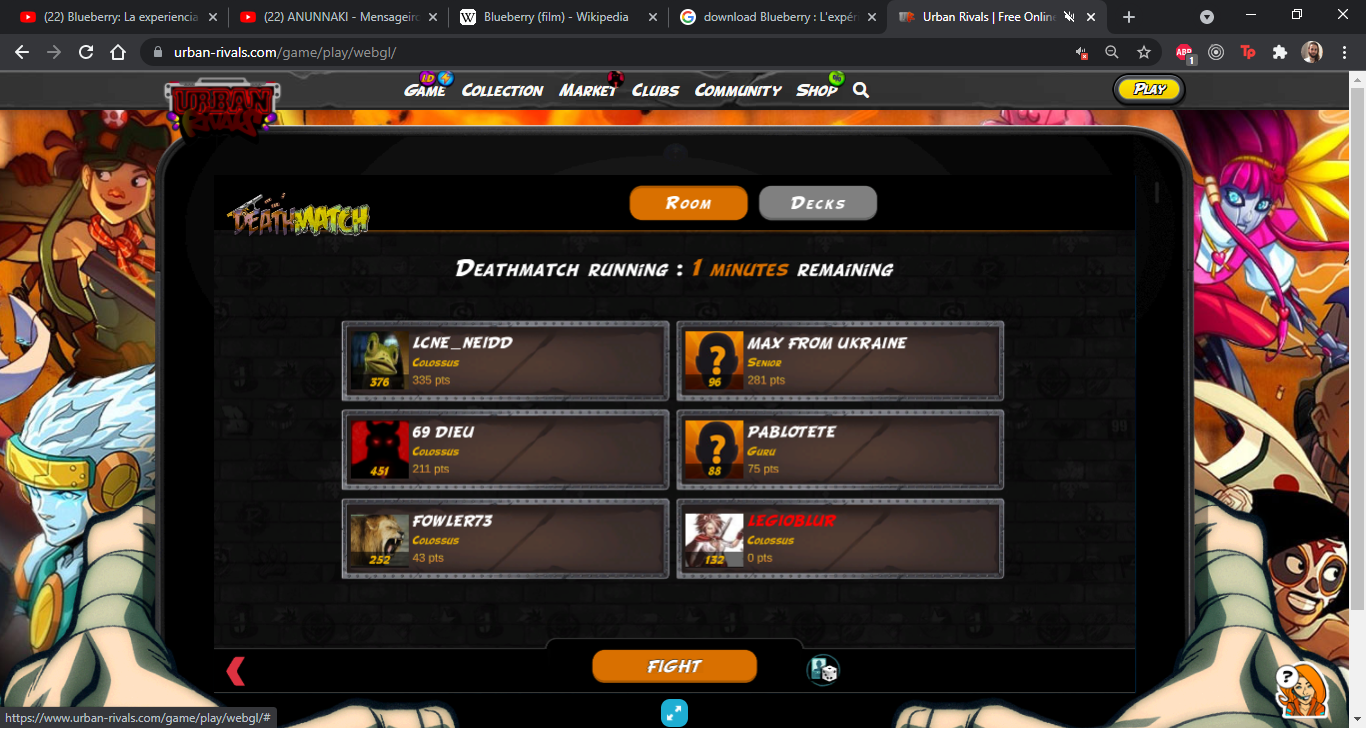 (22) Blueberry: La experiencia
(22) ANUNNAKI - Mensageiro
Blueberry (film) - Wikipedia
download Blueberry : L'expér
Urban Rivals | Free Online
urban-rivals.com/game/play/webgl/
ABP
1
TP
URBAN
RIVALS
LD
GAME
COLLECTION
MARKET
CLUBS
COMMUNITY
SHOP
PLAY
THE
DEATHMATCH
ROOM
DECKS
DEATHMATCH RUNNING : 1 MINUTES REMAINING
LCNE_NEIDD
Colossus
376
335 pts
MAX FROM UKRAINE
Senior
?
96
281 pts
69 DIEU
Colossus
451
211 pts
PABLOTETE
Guru
?
88
75 pts
FOWLER73
Colossus
252
43 pts
LEGIOBLUR
Colossus
132
0 pts
FIGHT
?
https://www.urban-rivals.com/game/play/webgl/#